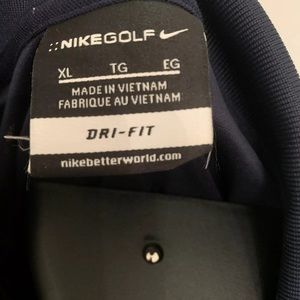 ::NIKEGOLF
XL TG EG
MADE IN VIETNAM
FABRIQUE AU VIETNAM
DRI-FIT
nikebetterworld.com